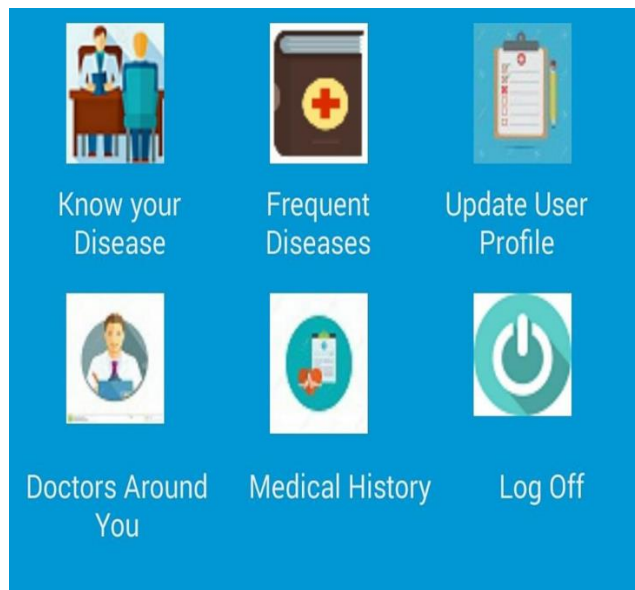 Know your
Disease
Frequent
Diseases
Update User
Profile
Doctors Around
You
Medical History
Log Off